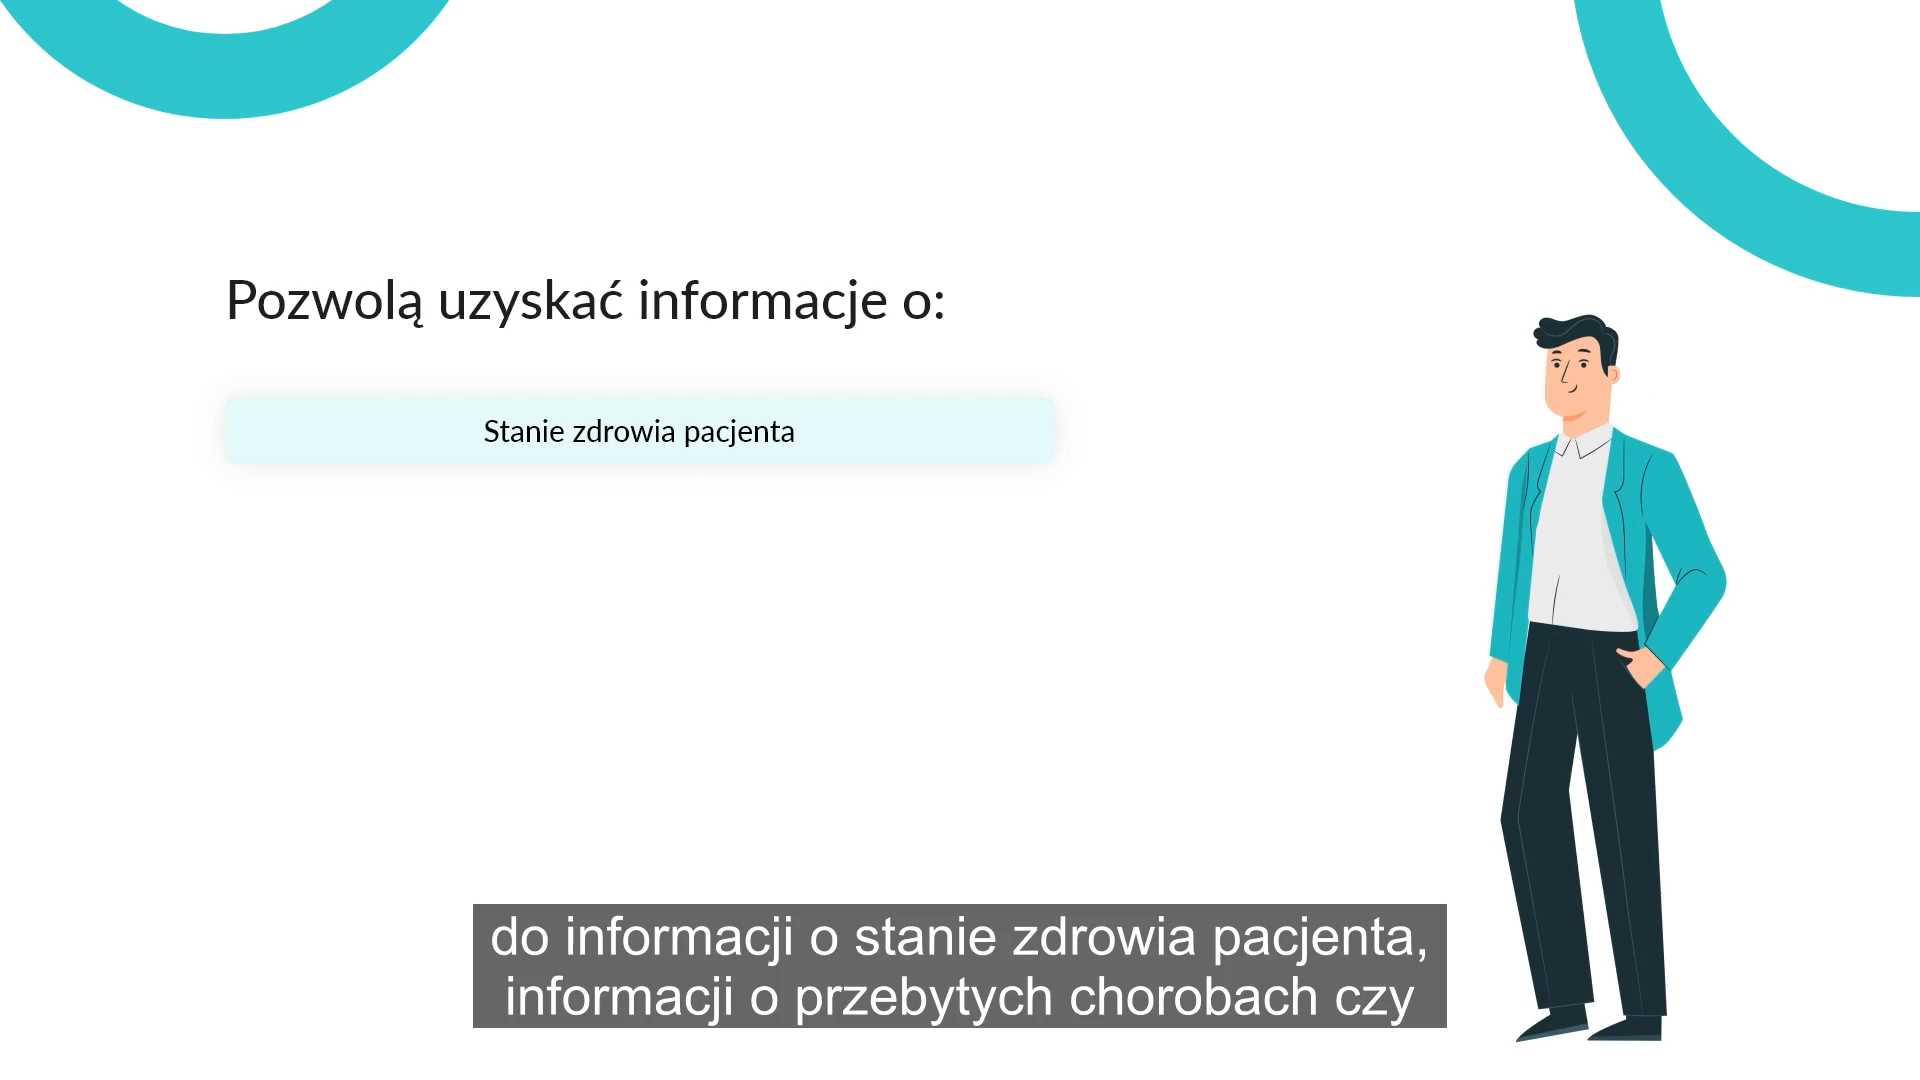 Pozwolą uzyskać informacje o:
Stanie zdrowia pacjenta
do informacji o stanie zdrowia pacjenta,
informacji o przebytych chorobach czy